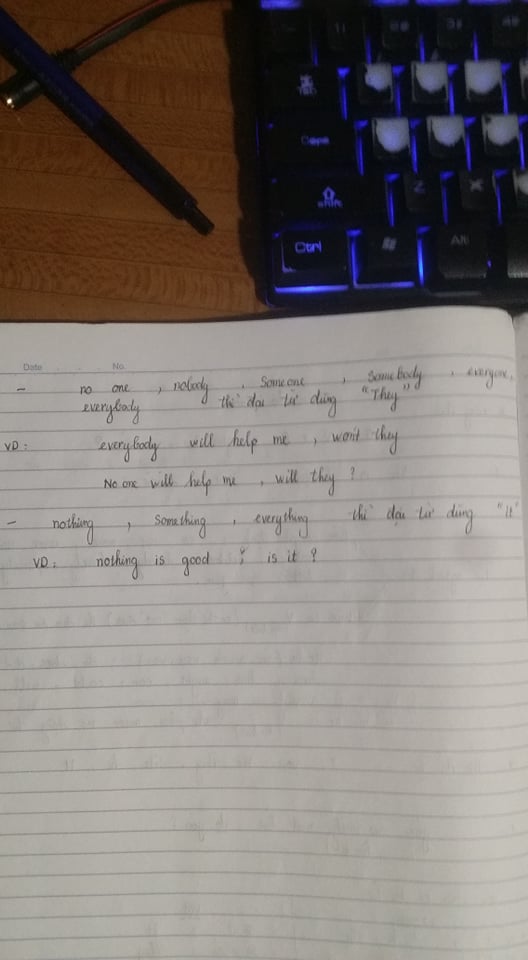 Tab
Caps
Shift Z X
Ctrl Alt
Date . . No.
- no one , nobody , Someone , Somebody , everyone,
everybody thì đại từ dùng "They"
VD: everybody will help me , won't they
No one will help me , will they ?
- nothing , Something , everything thì đại từ dùng "it"
VD: nothing is good , is it ?